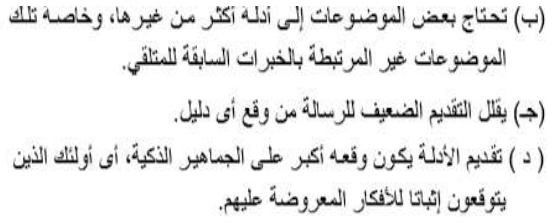 (ب) تحتاج بعض الموضوعات إلى أدلة أكثر من غيرها، وخاصة تلك
الموضوعات غير المرتبطة بالخبرات السابقة للمتلقي.
(جـ) يقلل التقديم الضعيف للرسالة من وقع أى دليل.
( د ) تقديم الأدلة يكون وقعه أكبر على الجماهير الذكية، أى أولئك الذين
يتوقعون إثباتا للأفكار المعروضة عليهم.